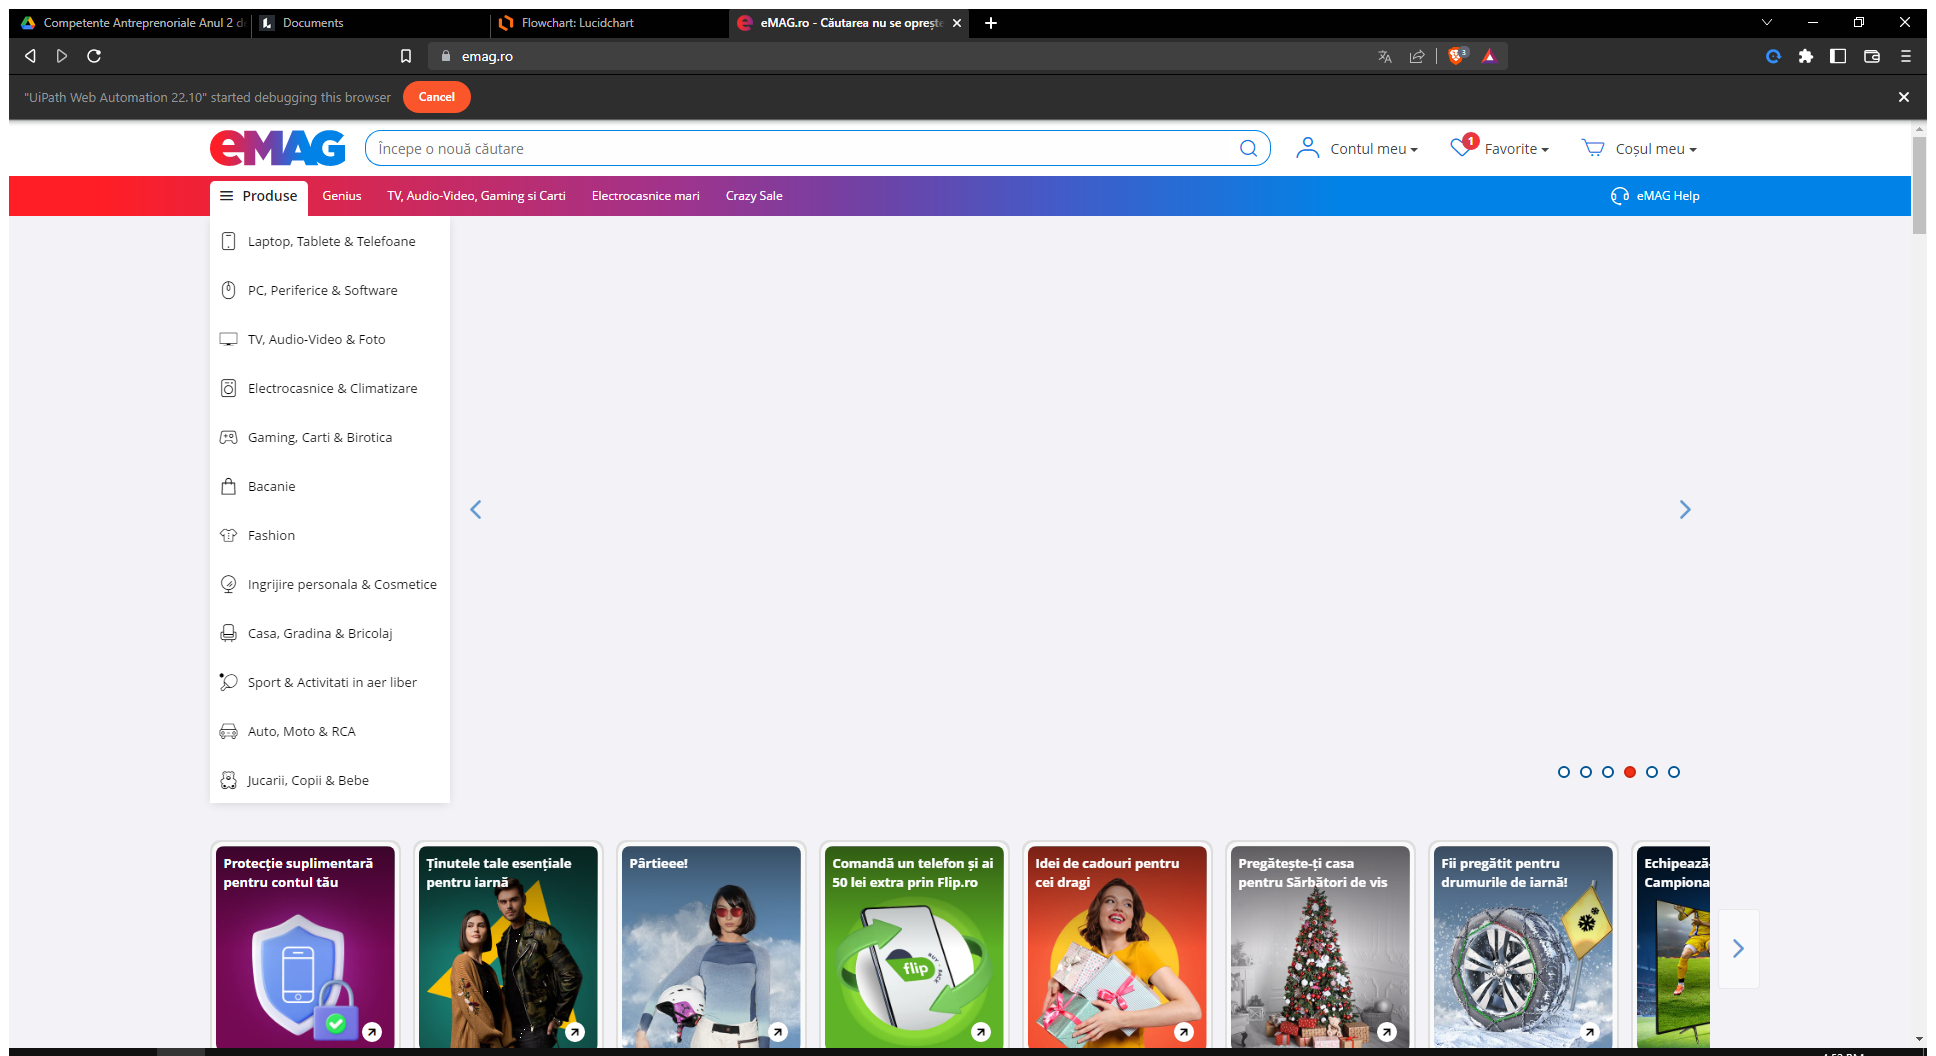 Competente Antreprenoriale Anul 2 d
Documents
Flowchart: Lucidchart
eMAG.ro - Căutarea nu se oprește
emag.ro
3
"UiPath Web Automation 22.10" started debugging this browser
Cancel
eMAG
Începe o nouă căutare
Contul meu
1
Favorite
Coșul meu
Produse
Genius
TV, Audio-Video, Gaming si Carti
Electrocasnice mari
Crazy Sale
eMAG Help
Laptop, Tablete & Telefoane
PC, Periferice & Software
TV, Audio-Video & Foto
Electrocasnice & Climatizare
Gaming, Carti & Birotica
Bacanie
Fashion
Ingrijire personala & Cosmetice
Casa, Gradina & Bricolaj
Sport & Activitati in aer liber
Auto, Moto & RCA
Jucarii, Copii & Bebe
Protecție suplimentară
pentru contul tău
Ținutele tale esențiale
pentru iarnă
Pârtieee!
Comandă un telefon și ai
50 lei extra prin Flip.ro
flip
BUY BACK
Idei de cadouri pentru
cei dragi
Pregătește-ți casa
pentru Sărbători de vis
Fii pregătit pentru
drumurile de iarnă!
Echipează-
Campiona